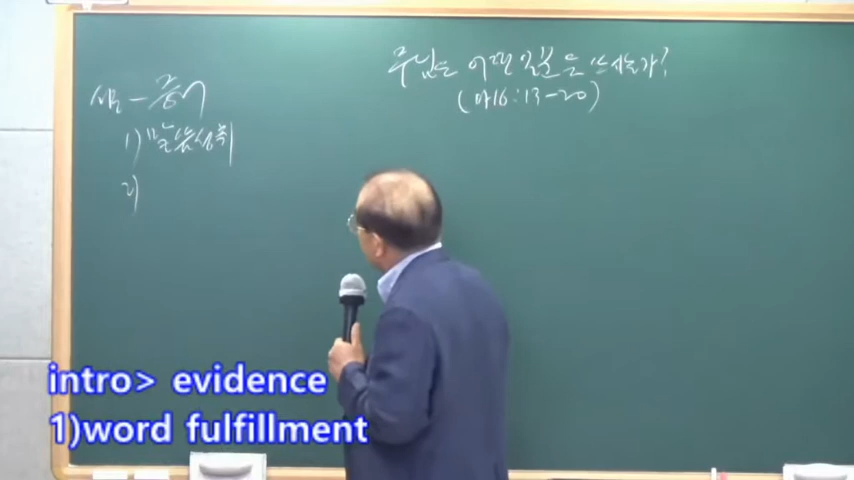 주님은 어떤 일꾼을 쓰시는가?
(마16:13-20)
서론-증거
1)말씀성취
2)
intro> evidence
1)word fulfillment